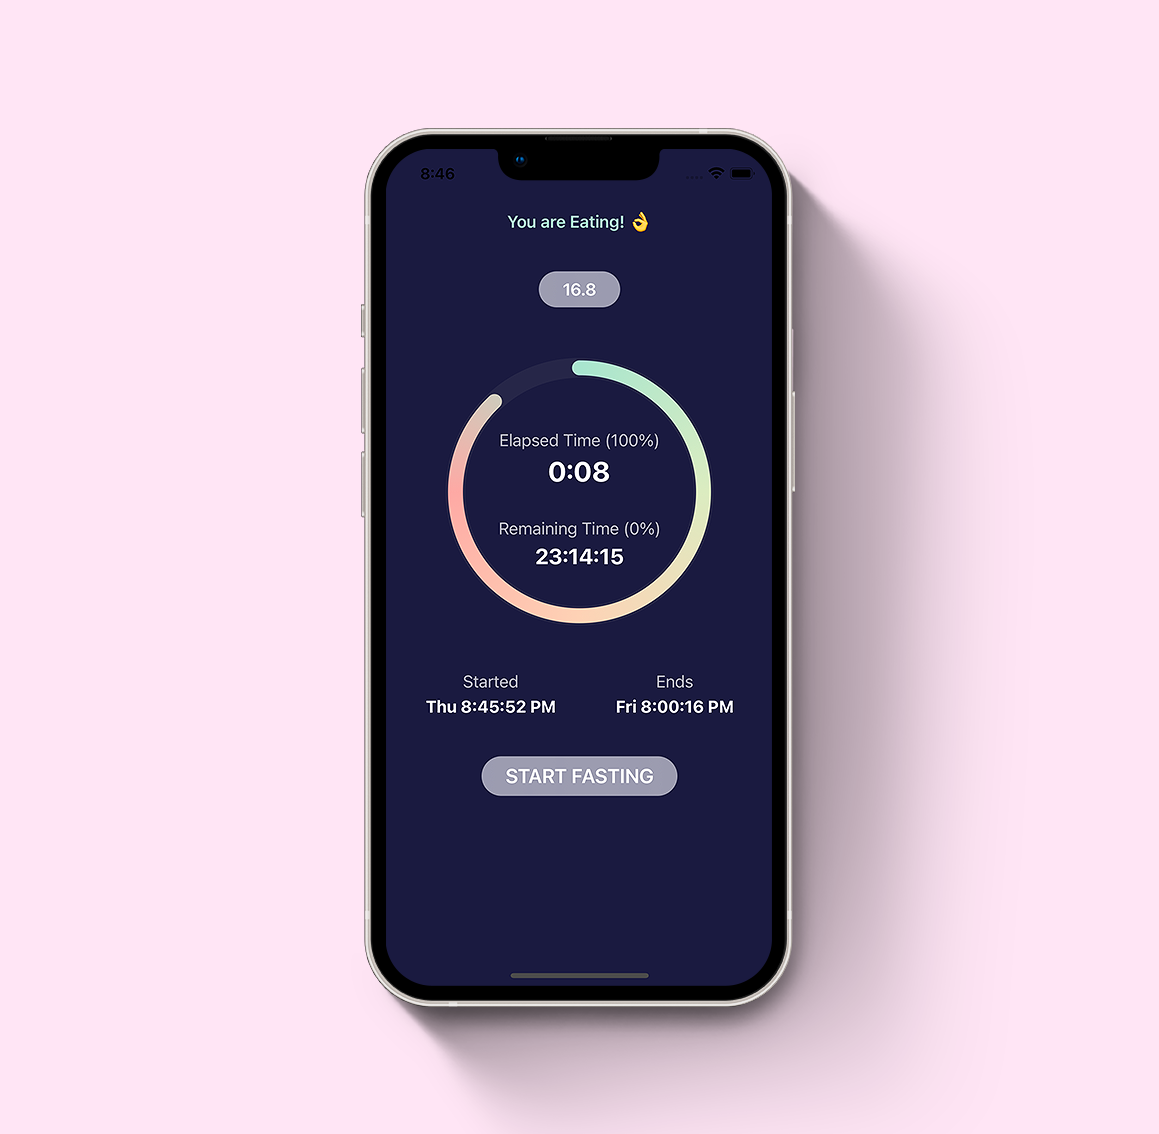 8:46
You are Eating! 👌
16.8
Elapsed Time (100%)
0:08
Remaining Time (0%)
23:14:15
Started
Ends
Thu 8:45:52 PM
Fri 8:00:16 PM
START FASTING